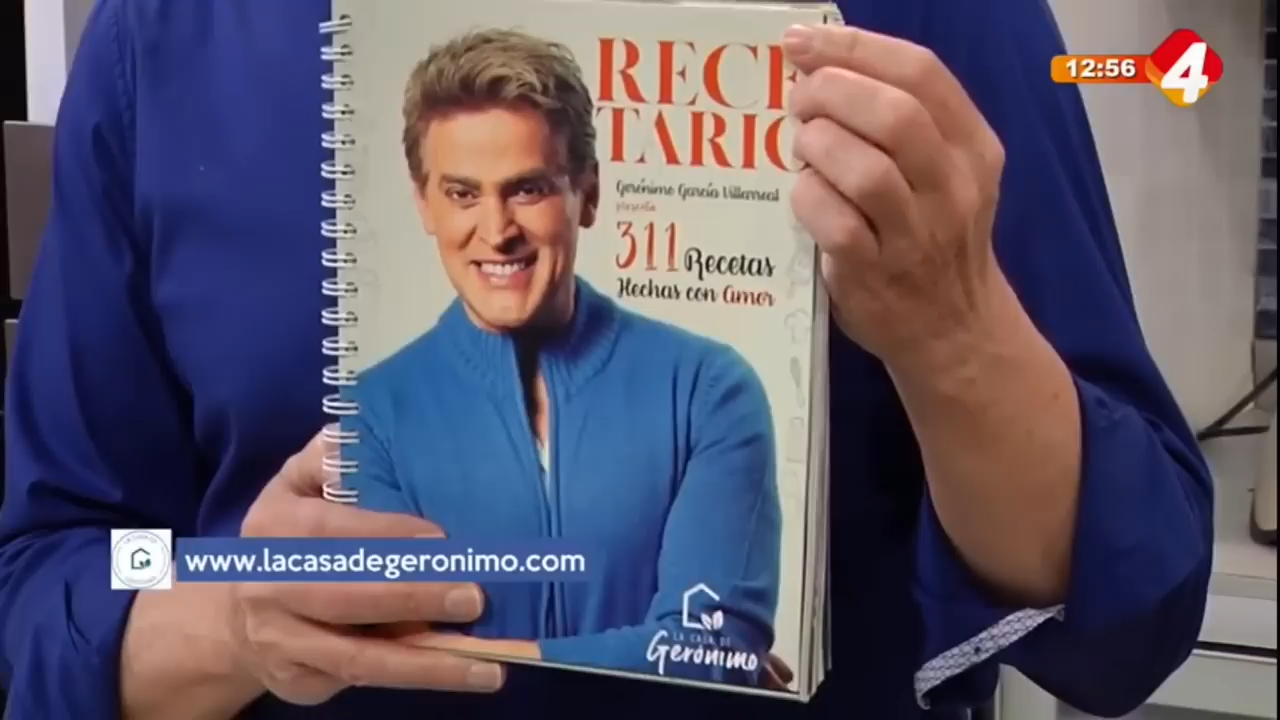 RECE
TARIO
Gerónimo García Villarreal
presenta
311 Recetas
Hechas con amor
LA CASA DE
Gerónimo
12:56
4
www.lacasadegeronimo.com